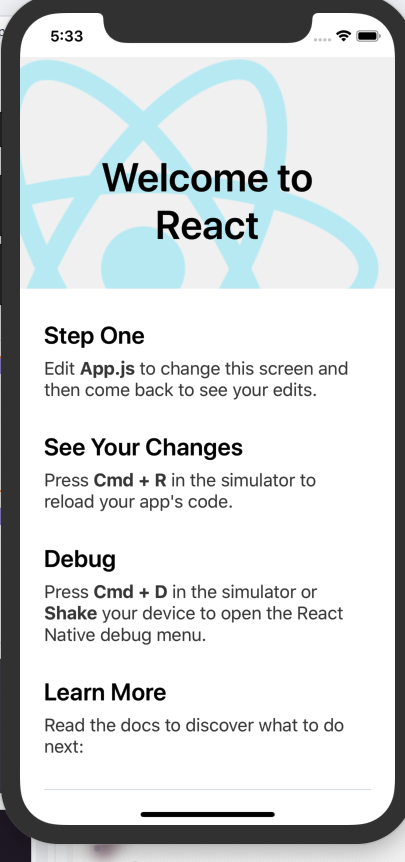 5:33
Welcome to
React
Step One
Edit App.js to change this screen and
then come back to see your edits.
See Your Changes
Press Cmd + R in the simulator to
reload your app's code.
Debug
Press Cmd + D in the simulator or
Shake your device to open the React
Native debug menu.
Learn More
Read the docs to discover what to do
next: